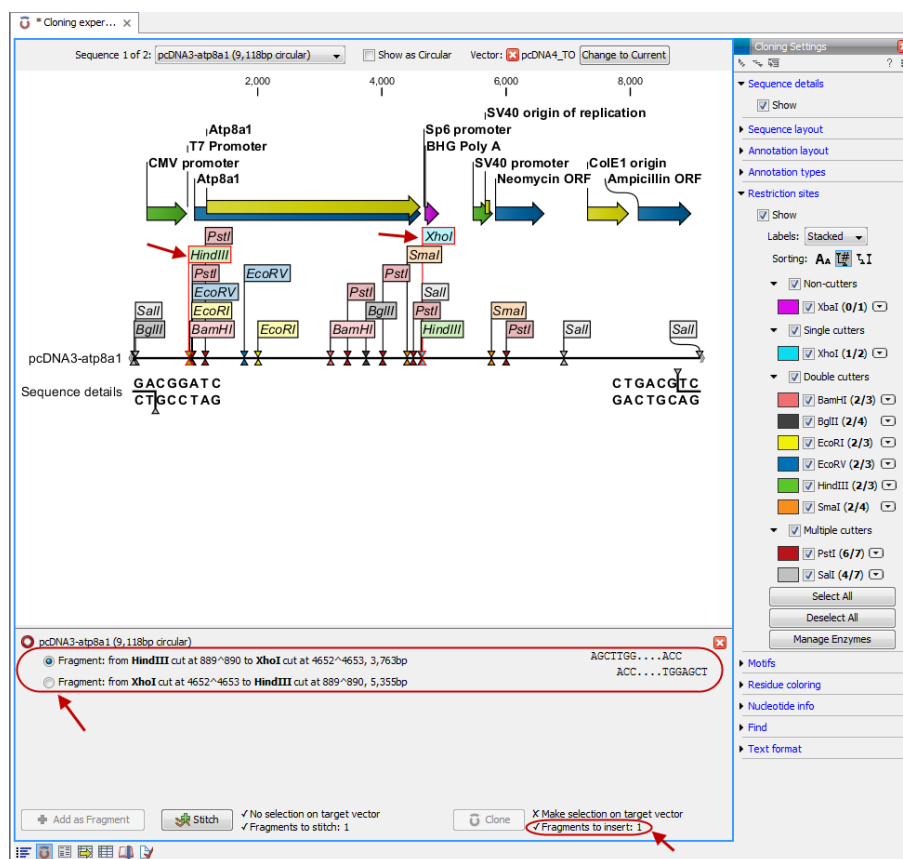 * Cloning exper...
Sequence 1 of 2: pcDNA3-atp8a1 (9,118bp circular)
Show as Circular
Vector: pcDNA4_TO
Change to Current
2,000
4,000
6,000
8,000
SV40 origin of replication
Atp8a1
Sp6 promoter
T7 Promoter
BHG Poly A
CMV promoter
SV40 promoter
ColE1 origin
Atp8a1
Neomycin ORF
Ampicillin ORF
PstI
XhoI
HindIII
SmaI
PstI
EcoRV
PstI
EcoRV
PstI
SalI
SalI
EcoRI
BglII
PstI
SmaI
BglII
BamHI
EcoRI
BamHI
HindIII
PstI
SalI
SalI
pcDNA3-atp8a1
Sequence details
GACGGATC
CTGCCTAG
CTGACGTC
GACTGCAG
pcDNA3-atp8a1 (9,118bp circular)
Fragment: from HindIII cut at 889^890 to XhoI cut at 4652^4653, 3,763bp
AGCTTGG....ACC
ACC....TGGAGCT
Fragment: from XhoI cut at 4652^4653 to HindIII cut at 889^890, 5,355bp
Add as Fragment
Stitch
✓ No selection on target vector
✓ Fragments to stitch: 1
Clone
X Make selection on target vector
✓ Fragments to insert: 1
Cloning Settings
?
Sequence details
Show
Sequence layout
Annotation layout
Annotation types
Restriction sites
Show
Labels: Stacked
Sorting: AA I# I
Non-cutters
XbaI (0/1)
Single cutters
XhoI (1/2)
Double cutters
BamHI (2/3)
BglII (2/4)
EcoRI (2/3)
EcoRV (2/3)
HindIII (2/3)
SmaI (2/4)
Multiple cutters
PstI (6/7)
SalI (4/7)
Select All
Deselect All
Manage Enzymes
Motifs
Residue coloring
Nucleotide info
Find
Text format